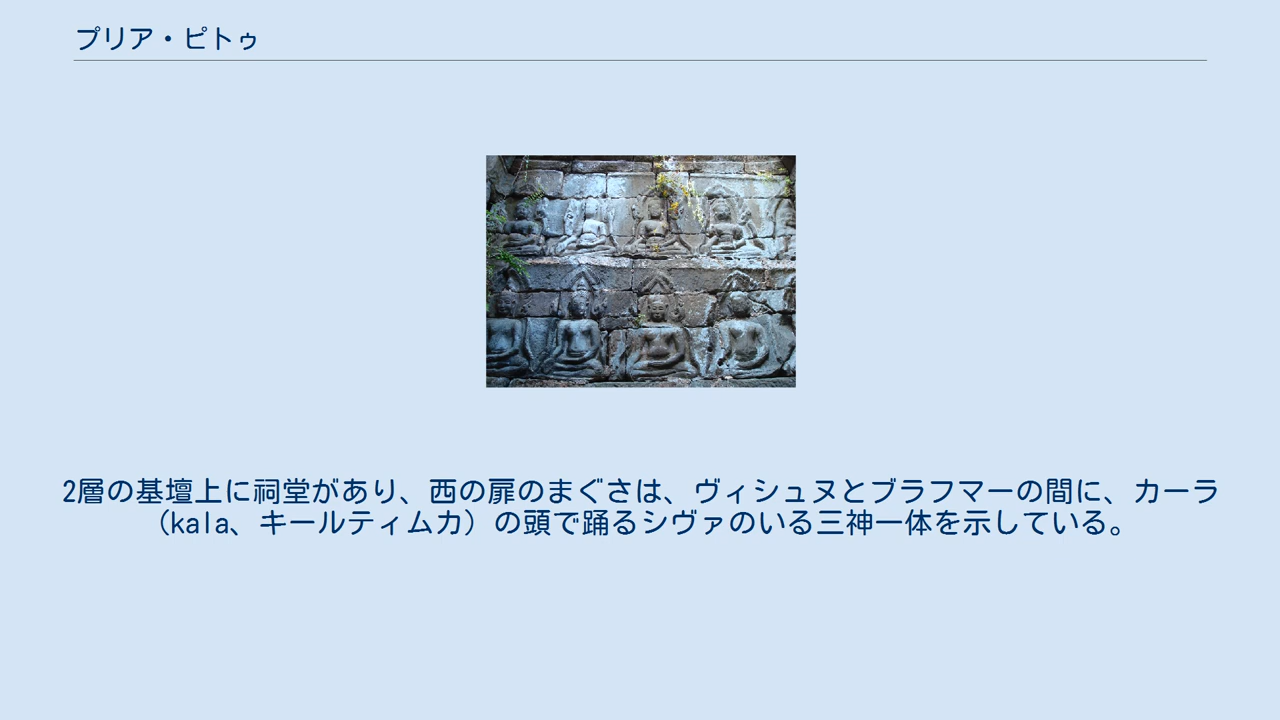 プリア・ピトゥ
2層の基壇上に祠堂があり、西の扉のまぐさは、ヴィシュヌとブラフマーの間に、カーラ
（kala、キールティムカ）の頭で踊るシヴァのいる三神一体を示している。